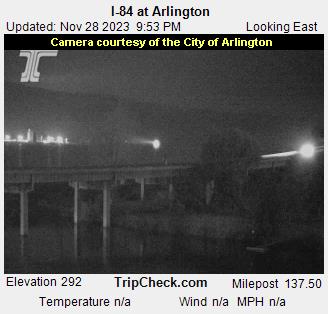 I-84 at Arlington
Updated: Nov 28 2023 9:53 PM Looking East
Camera courtesy of the City of Arlington
Elevation 292 TripCheck.com Milepost 137.50
Temperature n/a Wind n/a MPH n/a